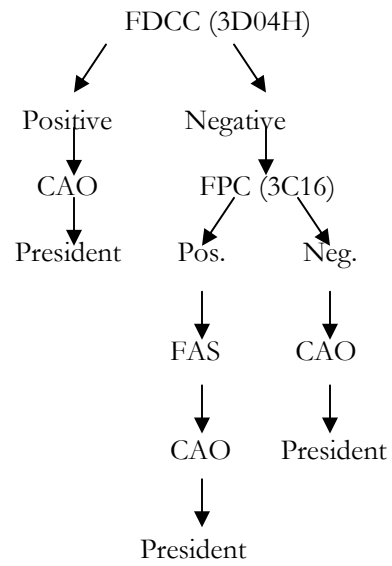 FDCC (3D04H)
Positive Negative
CAO FPC (3C16)
President Pos. Neg.
FAS CAO
CAO President
President